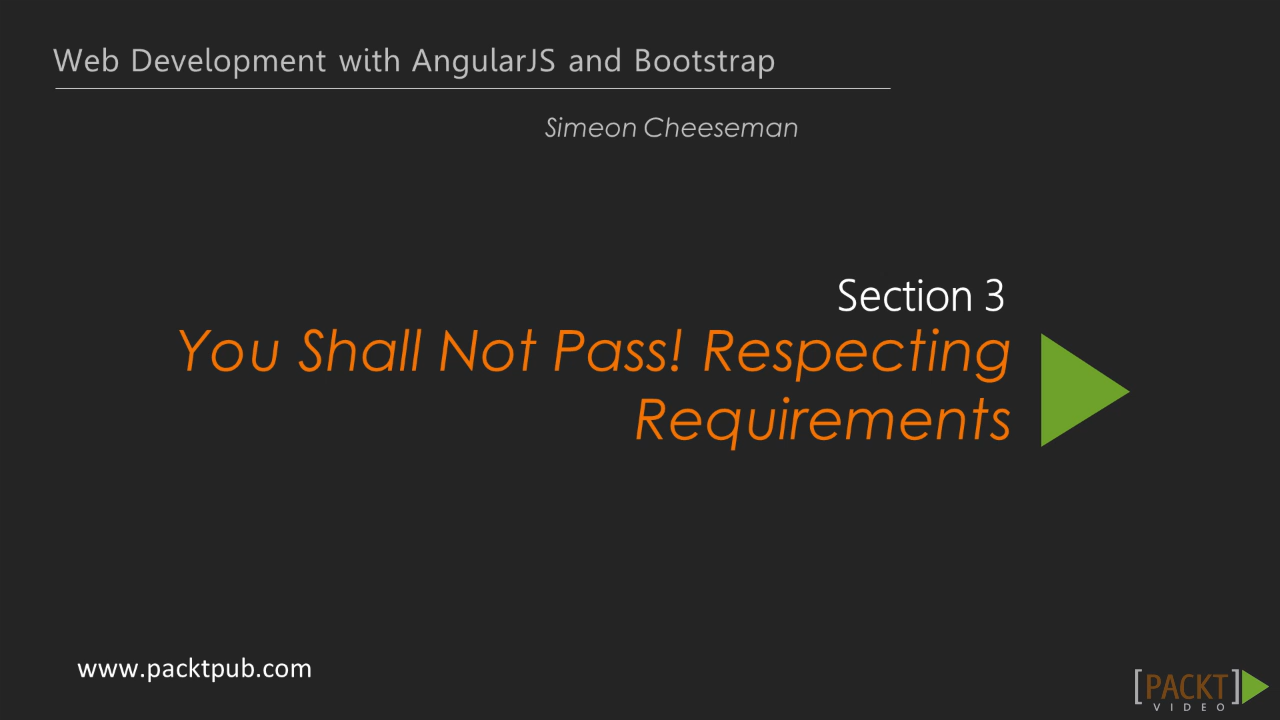 Web Development with AngularJS and Bootstrap
Simeon Cheeseman
Section 3
You Shall Not Pass! Respecting
Requirements
www.packtpub.com
[PACKT]
VIDEO